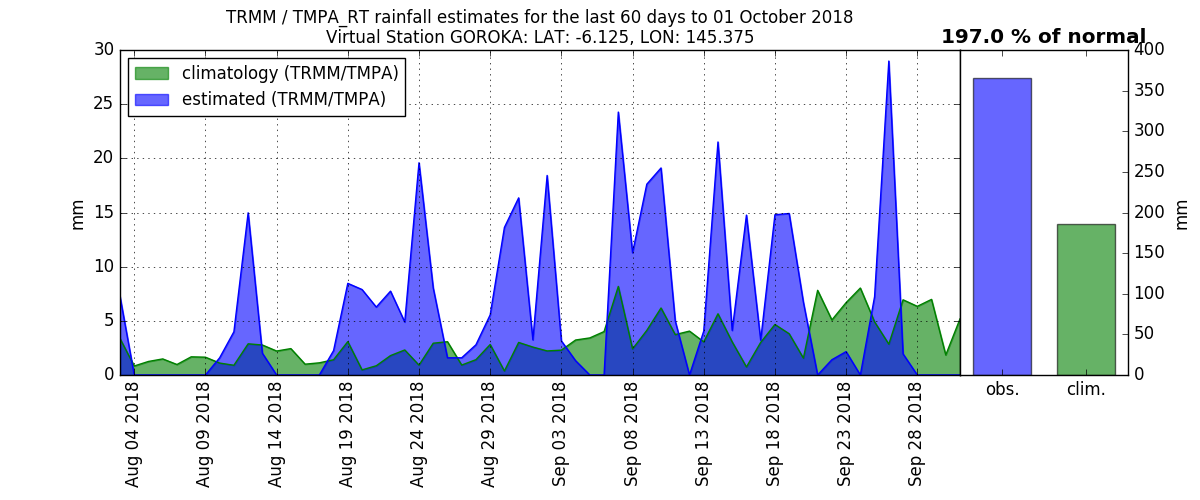 TRMM / TMPA_RT rainfall estimates for the last 60 days to 01 October 2018
Virtual Station GOROKA: LAT: -6.125, LON: 145.375
197.0 % of normal
climatology (TRMM/TMPA)
estimated (TRMM/TMPA)
30
25
20
15
10
5
0
mm
Aug 04 2018
Aug 09 2018
Aug 14 2018
Aug 19 2018
Aug 24 2018
Aug 29 2018
Sep 03 2018
Sep 08 2018
Sep 13 2018
Sep 18 2018
Sep 23 2018
Sep 28 2018
400
350
300
250
200
150
100
50
0
mm
obs.
clim.